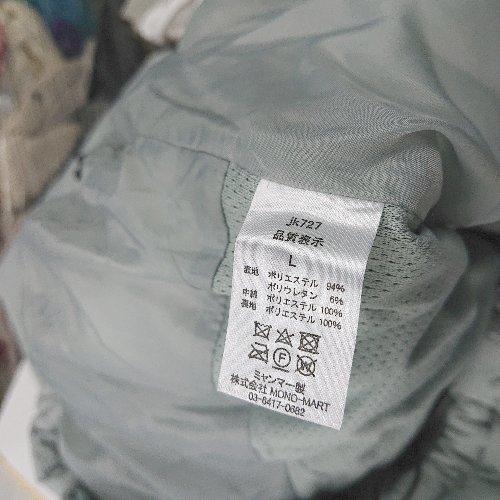 jk727
品質表示
L
表地 ポリエステル 94%
ポリウレタン 6%
中綿 ポリエステル 100%
裏地 ポリエステル 100%
ミャンマー製
株式会社 MONO-MART
03-6417-0682